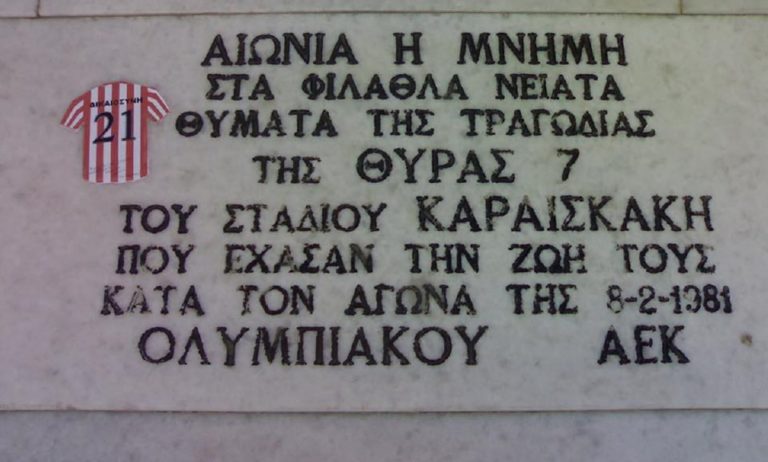 ΑΙΩΝΙΑ Η ΜΝΗΜΗ
ΣΤΑ ΦΙΛΑΘΛΑ ΝΕΙΑΤΑ
ΔΙΚΑΙΟΣΥΝΗ
21
ΘΥΜΑΤΑ ΤΗΣ ΤΡΑΓΩΔΙΑΣ
ΤΗΣ ΘΥΡΑΣ 7
ΤΟΥ ΣΤΑΔΙΟΥ ΚΑΡΑΙΣΚΑΚΗ
ΠΟΥ ΕΧΑΣΑΝ ΤΗΝ ΖΩΗ ΤΟΥΣ
ΚΑΤΑ ΤΟΝ ΑΓΩΝΑ ΤΗΣ 8-2-1981
ΟΛΥΜΠΙΑΚΟΥ ΑΕΚ